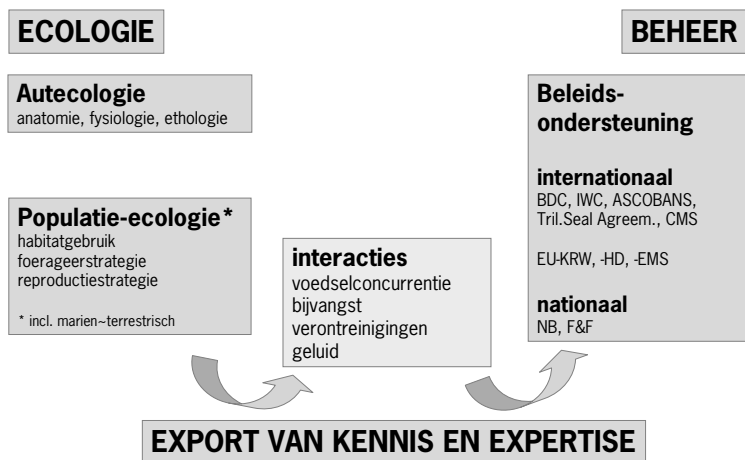 ECOLOGIE
BEHEER
Autecologie
anatomie, fysiologie, ethologie
Populatie-ecologie*
habitatgebruik
foerageerstrategie
reproductiestrategie
* incl. marien~terrestrisch
interacties
voedselconcurrentie
bijvangst
verontreinigingen
geluid
Beleids-
ondersteuning
internationaal
BDC, IWC, ASCOBANS,
Tril.Seal Agreem., CMS
EU-KRW, -HD, -EMS
nationaal
NB, F&F
EXPORT VAN KENNIS EN EXPERTISE